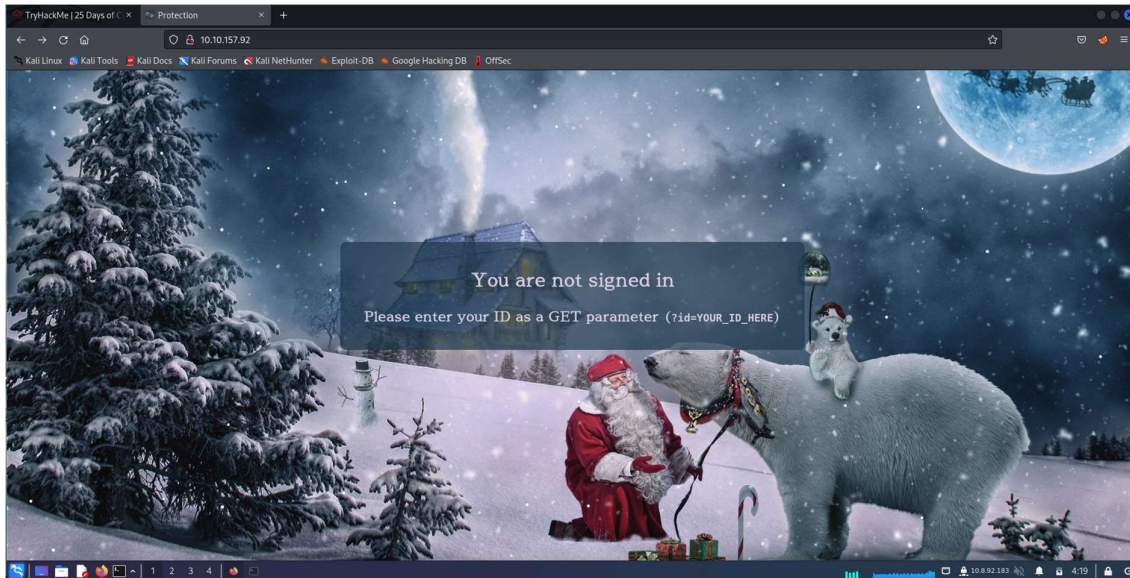 TryHackMe | 25 Days of C
Protection
10.10.157.92
Kali Linux Kali Tools Kali Docs Kali Forums Kali NetHunter Exploit-DB Google Hacking DB OffSec
You are not signed in
Please enter your ID as a GET parameter (?id=YOUR_ID_HERE)
1 2 3 4 10.8.92.183 4:19